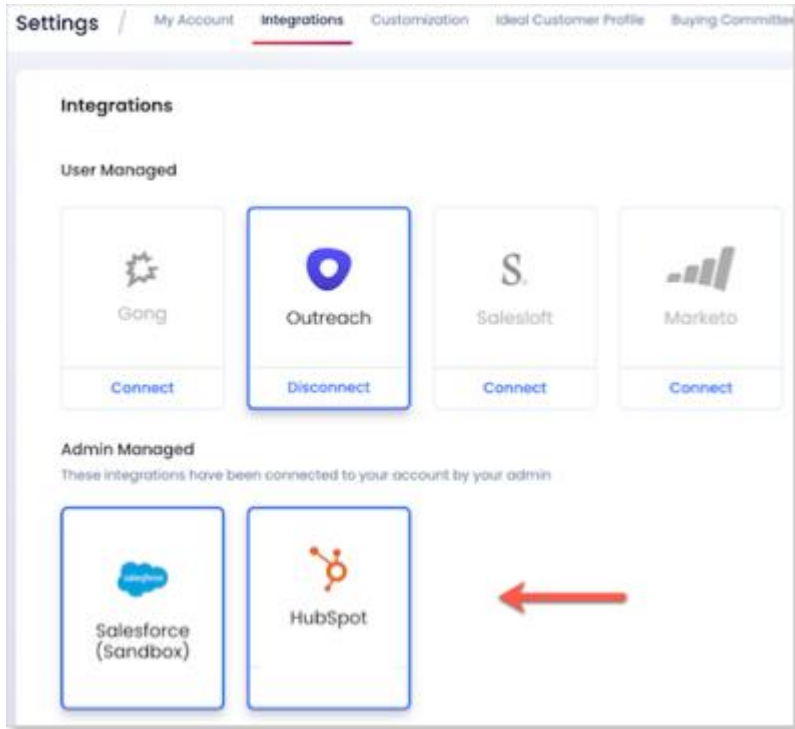 Settings / My Account Integrations Customization Ideal Customer Profile Buying Committee
Integrations
User Managed
Gong Outreach Salesloft Marketo
Connect Disconnect Connect Connect
Admin Managed
These integrations have been connected to your account by your admin
salesforce
HubSpot
Salesforce
(Sandbox)